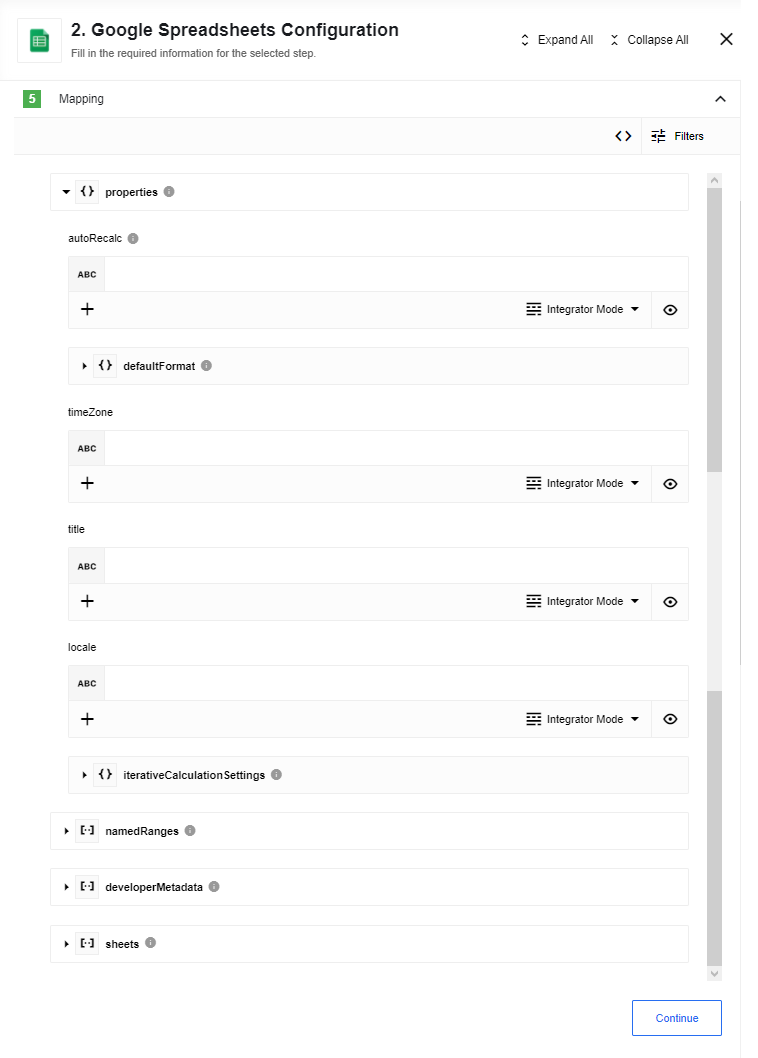 2. Google Spreadsheets Configuration
Fill in the required information for the selected step.
Expand All
Collapse All
5 Mapping
Filters
{} properties
autoRecalc
ABC
Integrator Mode
{} defaultFormat
timeZone
ABC
Integrator Mode
title
ABC
Integrator Mode
locale
ABC
Integrator Mode
{} iterativeCalculationSettings
[··] namedRanges
[··] developerMetadata
[··] sheets
Continue